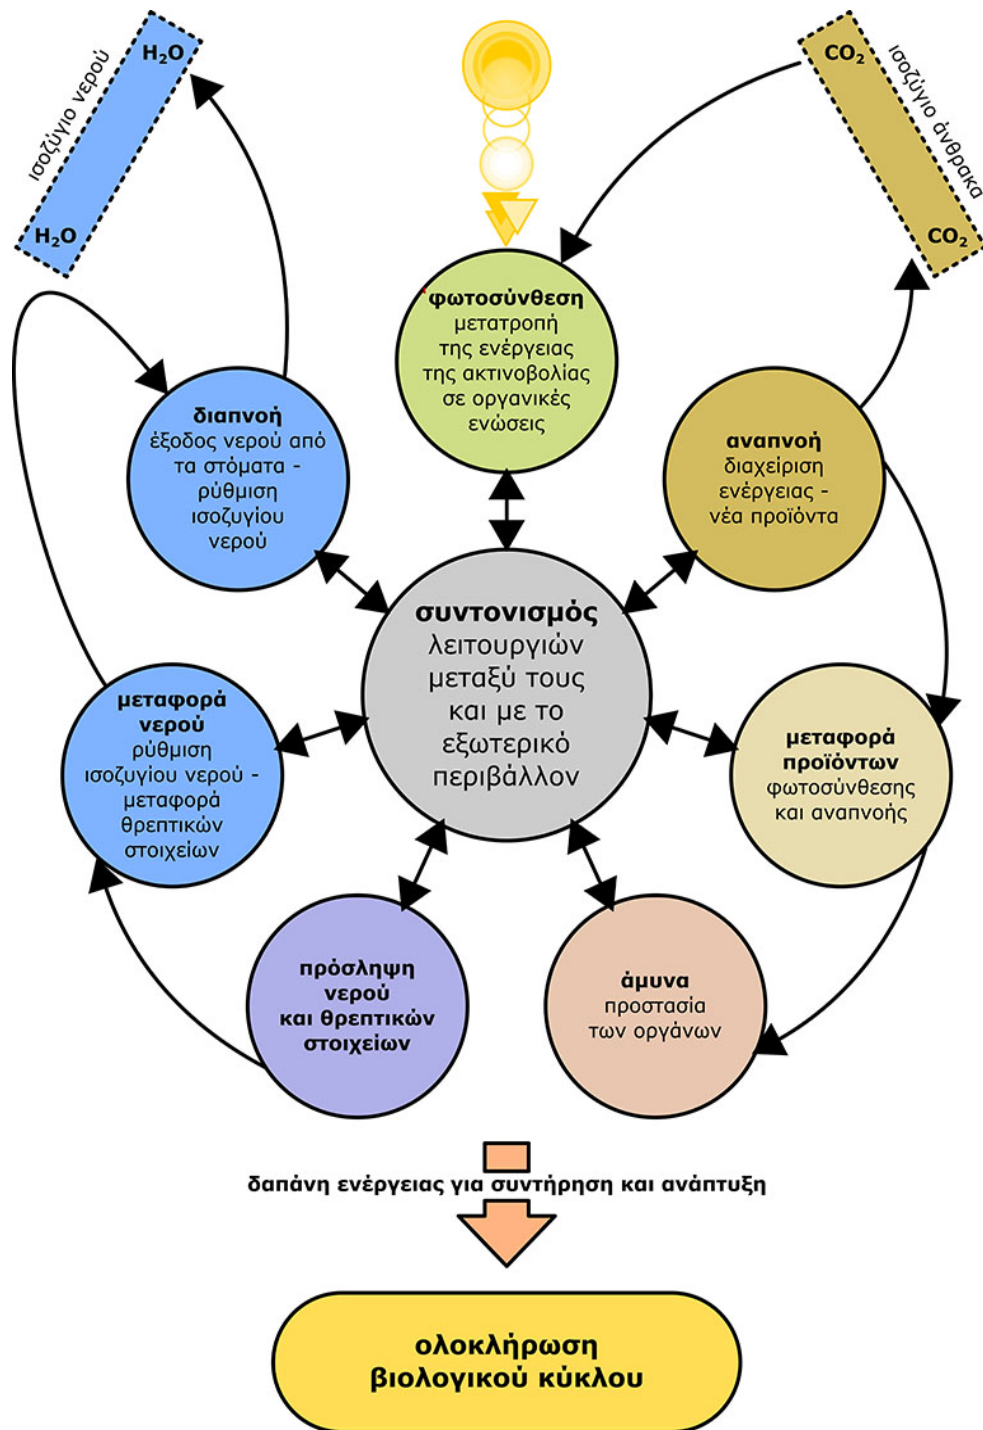 H₂O
ισοζύγιο νερού
H₂O
CO₂
ισοζύγιο άνθρακα
CO₂
φωτοσύνθεση
μετατροπή
της ενέργειας
της ακτινοβολίας
σε οργανικές
ενώσεις
διαπνοή
έξοδος νερού από
τα στόματα -
ρύθμιση
ισοζυγίου
νερού
αναπνοή
διαχείριση
ενέργειας -
νέα προϊόντα
συντονισμός
λειτουργιών
μεταξύ τους
και με το
εξωτερικό
περιβάλλον
μεταφορά
νερού
ρύθμιση
ισοζυγίου νερού -
μεταφορά
θρεπτικών
στοιχείων
μεταφορά
προϊόντων
φωτοσύνθεσης
και αναπνοής
πρόσληψη
νερού
και θρεπτικών
στοιχείων
άμυνα
προστασία
των οργάνων
δαπάνη ενέργειας για συντήρηση και ανάπτυξη
ολοκλήρωση
βιολογικού κύκλου